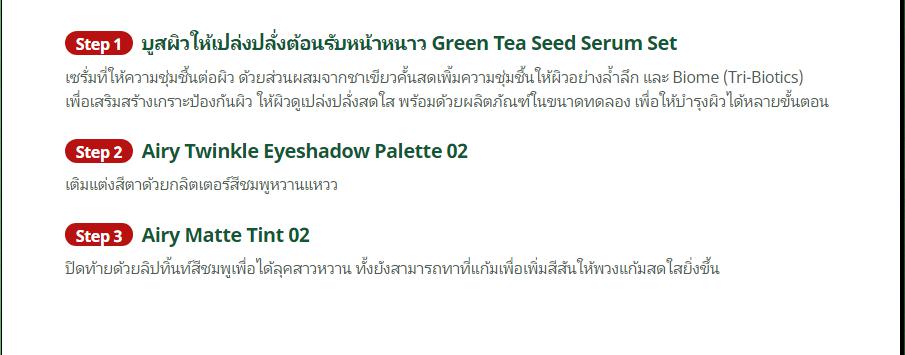 Step 1 บูสผิวให้เปล่งปลั่งต้อนรับหน้าหนาว Green Tea Seed Serum Set
เซรั่มที่ให้ความชุ่มชื้นต่อผิว ด้วยส่วนผสมจากชาเขียวคั้นสดเพิ่มความชุ่มชื้นให้ผิวอย่างล้ำลึก และ Biome (Tri-Biotics)
เพื่อเสริมสร้างเกราะป้องกันผิว ให้ผิวดูเปล่งปลั่งสดใส พร้อมด้วยผลิตภัณฑ์ในขนาดทดลอง เพื่อให้บำรุงผิวได้หลายขั้นตอน
Step 2 Airy Twinkle Eyeshadow Palette 02
เติมแต่งสีตาด้วยกลิตเตอร์สีชมพูหวานแหวว
Step 3 Airy Matte Tint 02
ปิดท้ายด้วยลิปทิ้นท์สีชมพูเพื่อได้ลุคสาวหวาน ทั้งยังสามารถทาที่แก้มเพื่อเพิ่มสีสันให้พวงแก้มสดใสยิ่งขึ้น